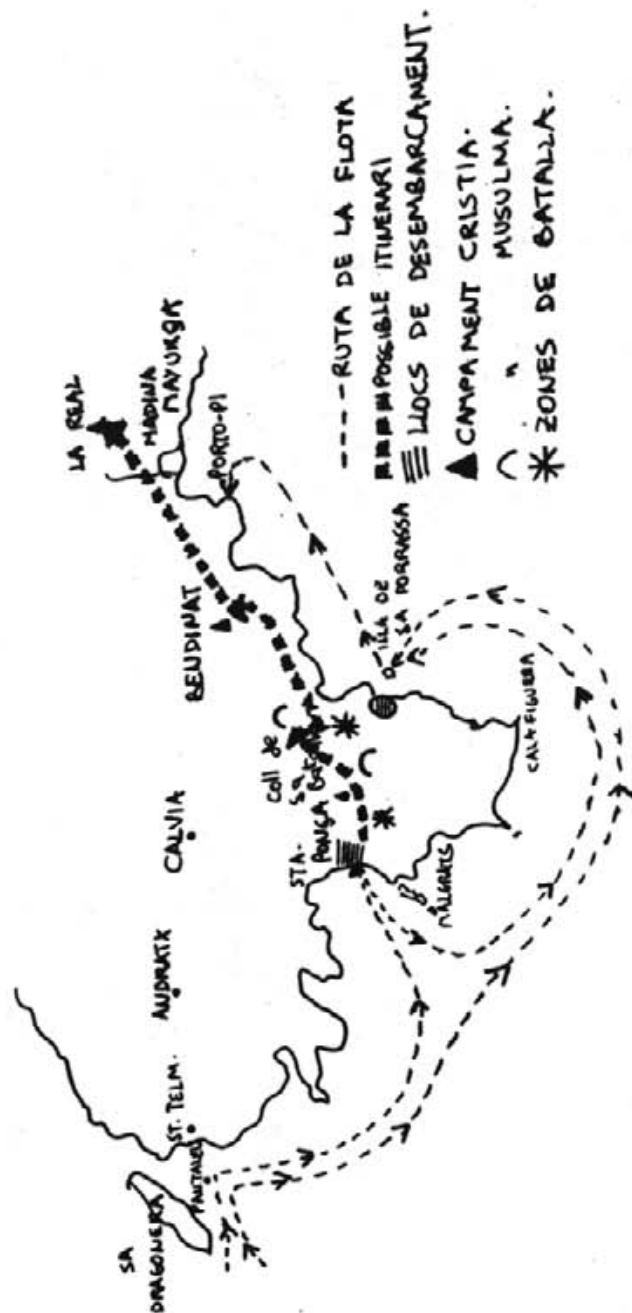 SA
DRAGONEIRA
PANTALEU
ST. TELM.
ANDRATX
CALVIA
STA.
PONÇA
MALGRATS
Coll de
sa
BENDINAT
CALA FIGUERA
ILLA DE
SA PORRASSA
PORTO-PI
MADINA
MAYURQA
LA REAL
RUTA DE LA FLOTA
POSSIBLE ITINERARI
LLOCS DE DESEMBARCAMENT.
CAMPAMENT CRISTIA.
" MUSULMA.
ZONES DE BATALLA.